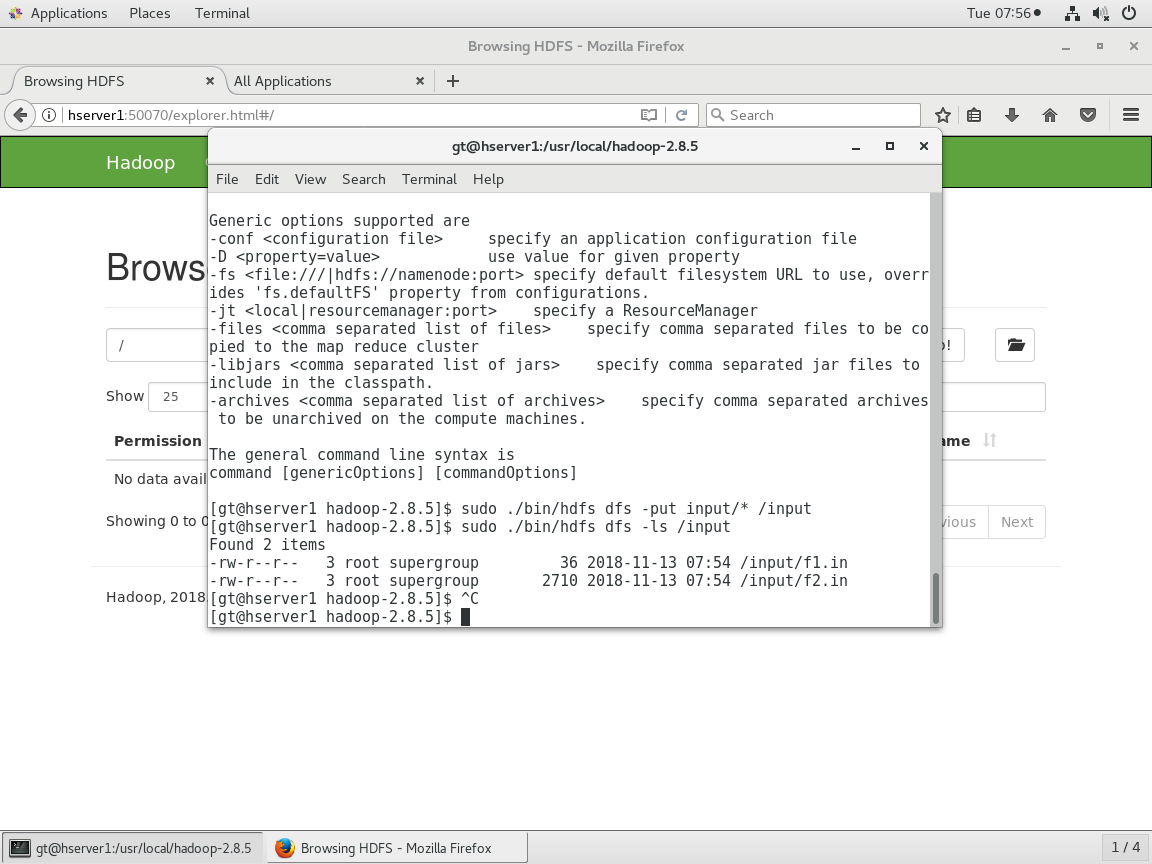 Applications Places Terminal Tue 07:56
Browsing HDFS - Mozilla Firefox
Browsing HDFS All Applications
hserver1:50070/explorer.html#/ Search
gt@hserver1:/usr/local/hadoop-2.8.5
Hadoop
File Edit View Search Terminal Help
Generic options supported are
-conf <configuration file>     specify an application configuration file
-D <property=value>            use value for given property
-fs <file:///|hdfs://namenode:port> specify default filesystem URL to use, overr
ides 'fs.defaultFS' property from configurations.
-jt <local|resourcemanager:port>    specify a ResourceManager
-files <comma separated list of files>    specify comma separated files to be co
pied to the map reduce cluster
-libjars <comma separated list of jars>    specify comma separated jar files to
include in the classpath.
-archives <comma separated list of archives>    specify comma separated archives
 to be unarchived on the compute machines.
The general command line syntax is
command [genericOptions] [commandOptions]
[gt@hserver1 hadoop-2.8.5]$ sudo ./bin/hdfs dfs -put input/* /input
[gt@hserver1 hadoop-2.8.5]$ sudo ./bin/hdfs dfs -ls /input
Found 2 items
-rw-r--r--   3 root supergroup         36 2018-11-13 07:54 /input/f1.in
-rw-r--r--   3 root supergroup       2710 2018-11-13 07:54 /input/f2.in
[gt@hserver1 hadoop-2.8.5]$ ^C
[gt@hserver1 hadoop-2.8.5]$
Brows
/ o!
Show 25
Permission ame
No data avail
Showing 0 to 0 vious Next
Hadoop, 2018
gt@hserver1:/usr/local/hadoop-2.8.5 Browsing HDFS - Mozilla Firefox 1 / 4